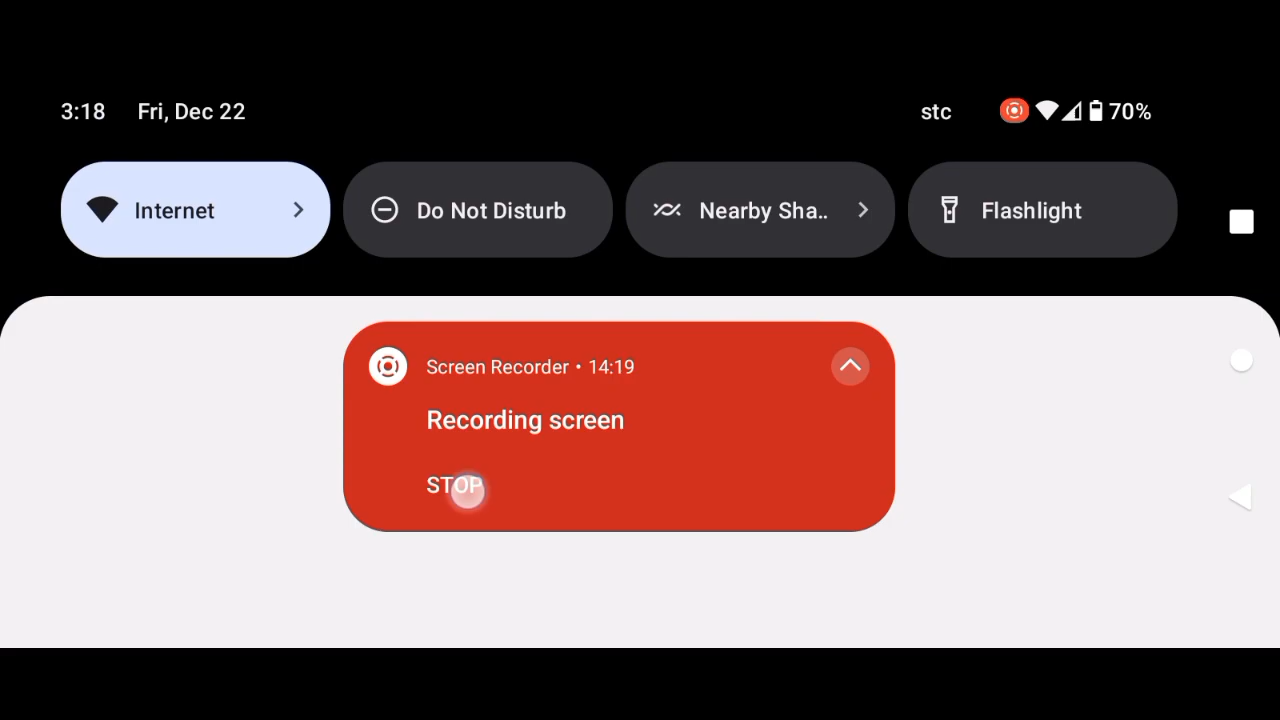 3:18 Fri, Dec 22 stc 70%
Internet Do Not Disturb Nearby Sha.. Flashlight
Screen Recorder • 14:19
Recording screen
STOP